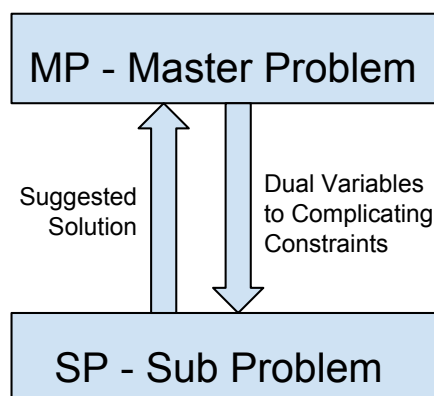 MP - Master Problem
Suggested
Solution
Dual Variables
to Complicating
Constraints
SP - Sub Problem